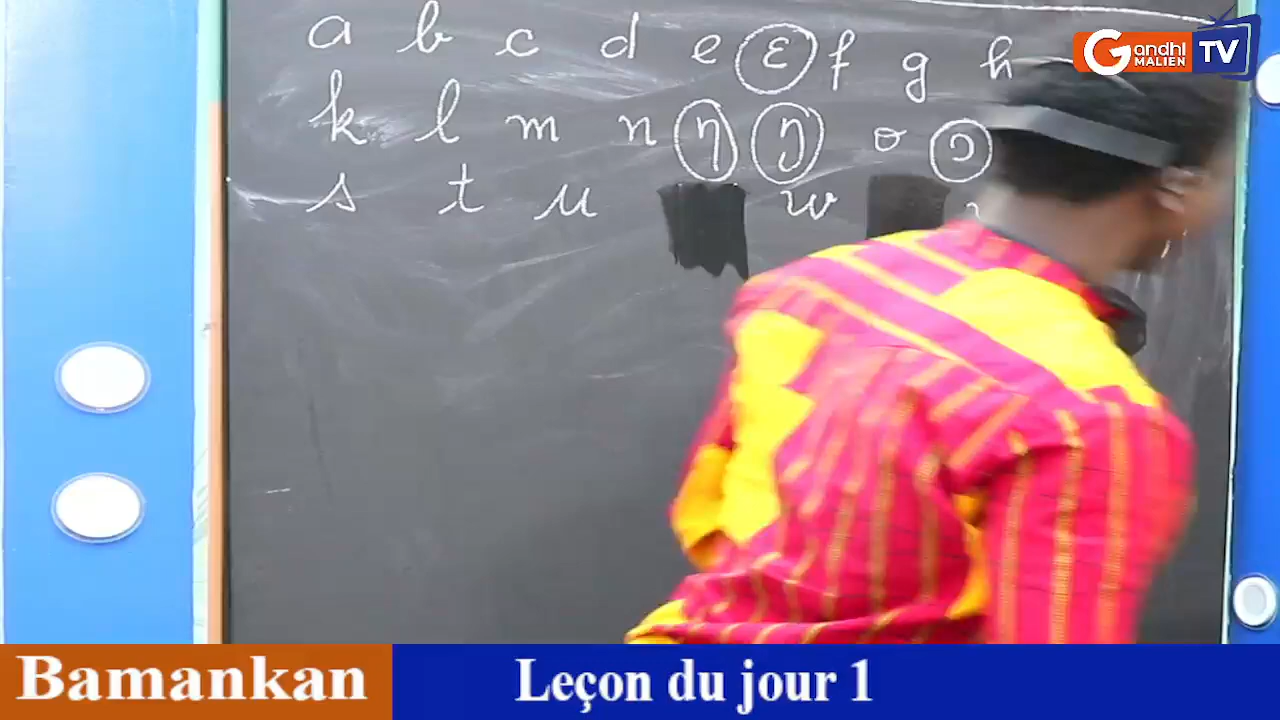 a b c d e ɛ f g h
k l m n ɲ ŋ o ɔ
s t u w
Gandhi TV
MALIEN
Bamankan
Leçon du jour 1